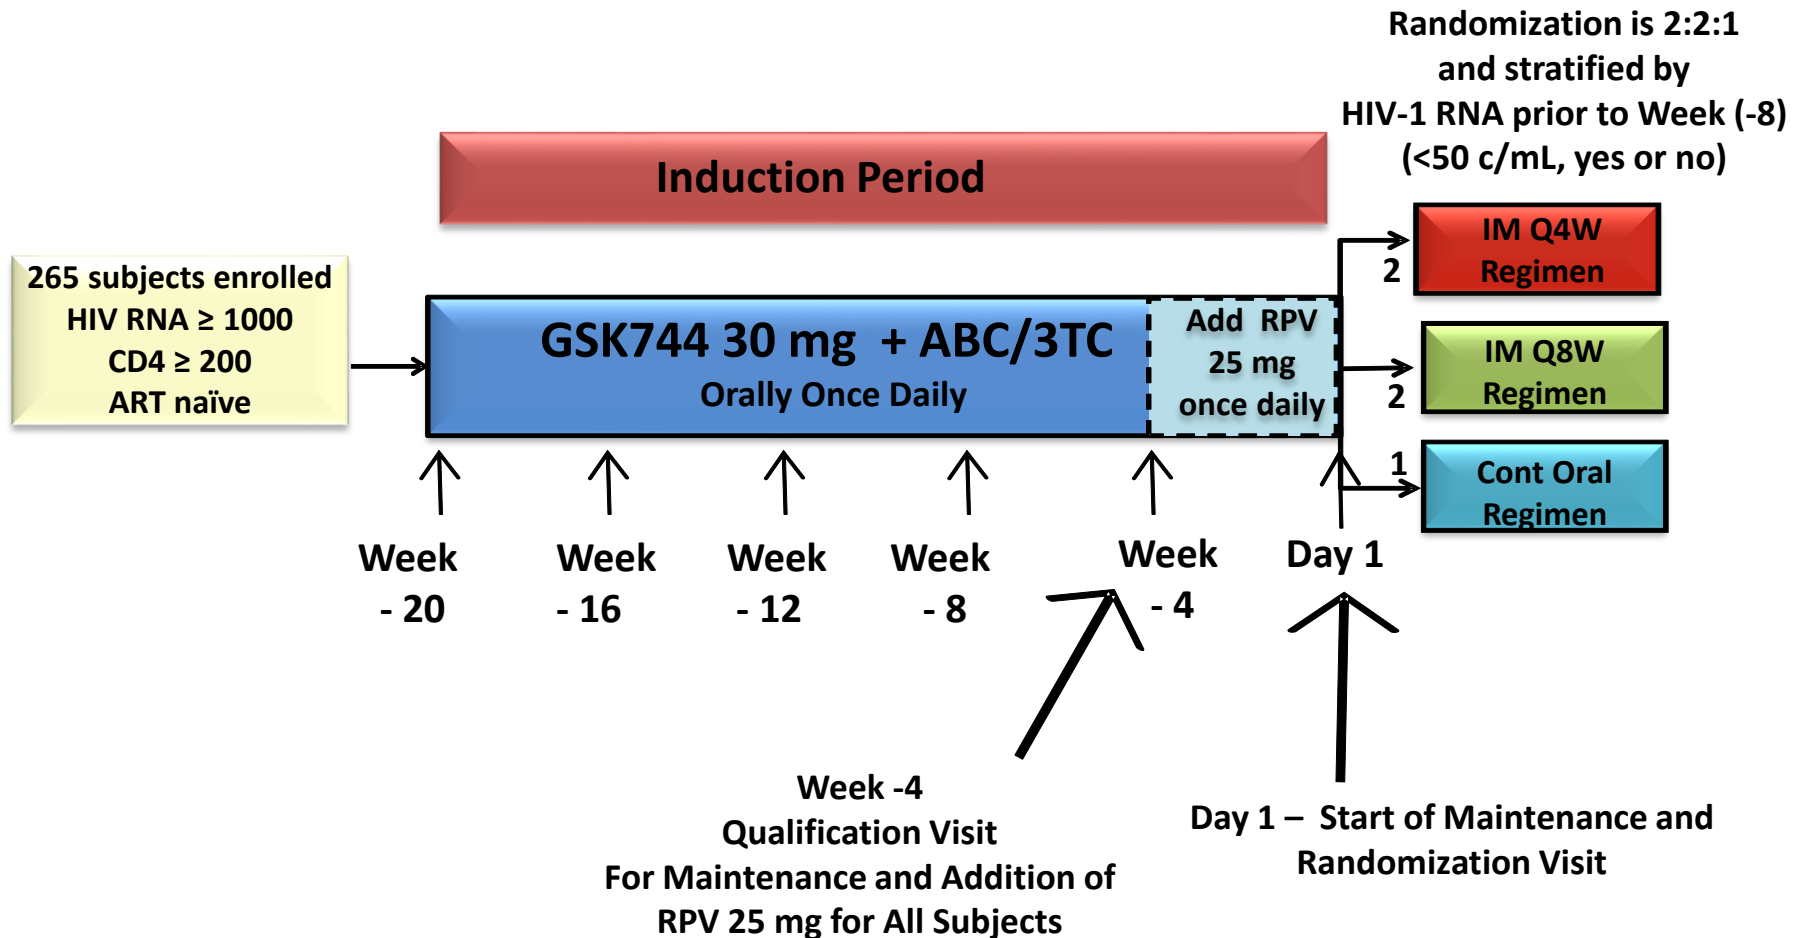 Randomization is 2:2:1
and stratified by
HIV-1 RNA prior to Week (-8)
(<50 c/mL, yes or no)
Induction Period
265 subjects enrolled
HIV RNA ≥ 1000
CD4 ≥ 200
ART naïve
GSK744 30 mg + ABC/3TC
Orally Once Daily
Add RPV
25 mg
once daily
2
IM Q4W
Regimen
2
IM Q8W
Regimen
1
Cont Oral
Regimen
Week
- 20
Week
- 16
Week
- 12
Week
- 8
Week
- 4
Day 1
Week -4
Qualification Visit
For Maintenance and Addition of
RPV 25 mg for All Subjects
Day 1 – Start of Maintenance and
Randomization Visit